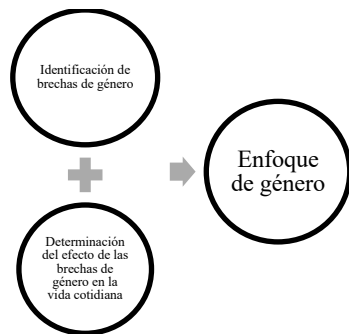 Identificación de
brechas de género
Determinación
del efecto de las
brechas de
género en la
vida cotidiana
Enfoque
de género